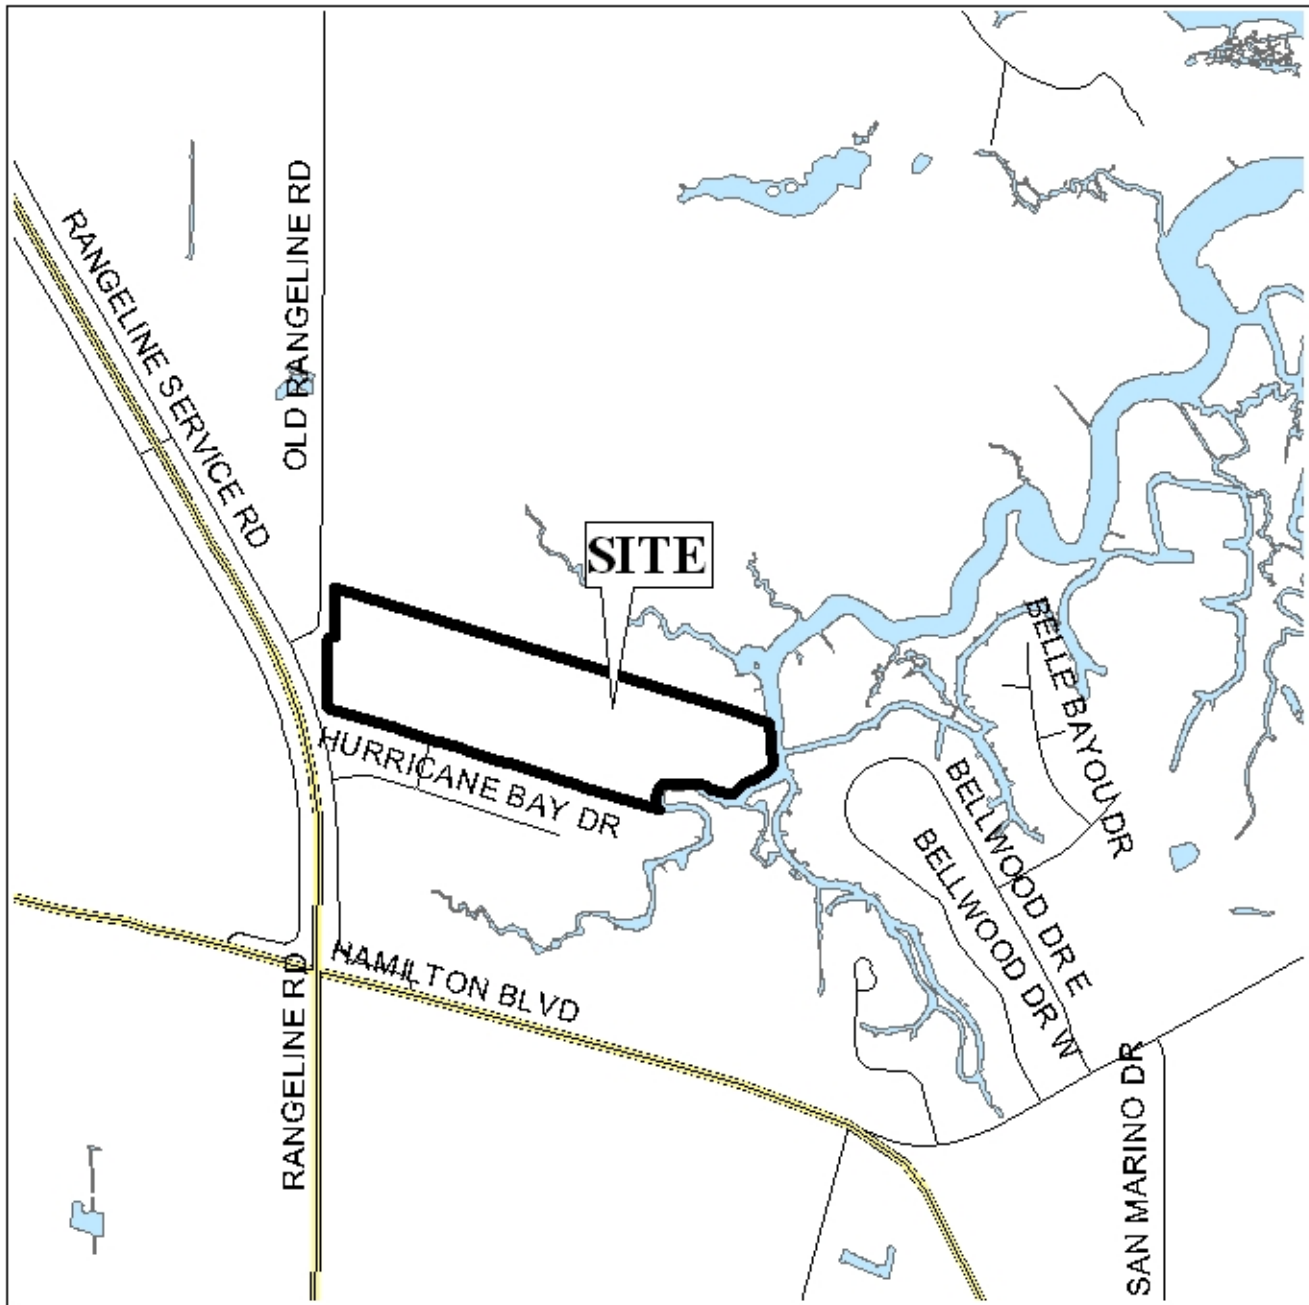 OLD RANGELINE RD
RANGELINE SERVICE RD
SITE
BELLE BAYOU DR
HURRICANE BAY DR
BELLWOOD DR E
BELLWOOD DR W
HAMILTON BLVD
RANGELINE RD
SAN MARINO DR